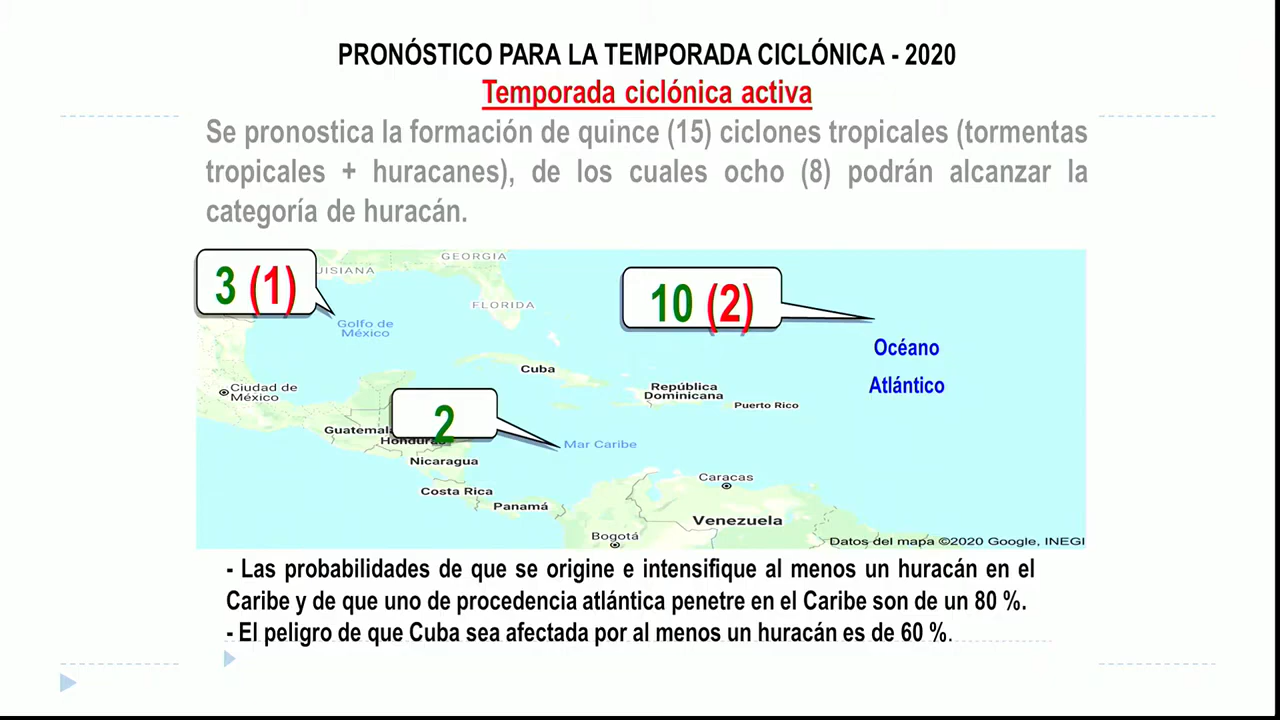 PRONÓSTICO PARA LA TEMPORADA CICLÓNICA - 2020
Temporada ciclónica activa
Se pronostica la formación de quince (15) ciclones tropicales (tormentas
tropicales + huracanes), de los cuales ocho (8) podrán alcanzar la
categoría de huracán.
GEORGIA
UISIANA
3 (1)
10 (2)
FLORIDA
Golfo de
México
Océano
Atlántico
Cuba
Ciudad de
México
República
Dominicana
Puerto Rico
2
Guatemal
Honduras
Mar Caribe
Nicaragua
Caracas
Costa Rica
Panamá
Venezuela
Bogotá
Datos del mapa ©2020 Google, INEGI
- Las probabilidades de que se origine e intensifique al menos un huracán en el
Caribe y de que uno de procedencia atlántica penetre en el Caribe son de un 80 %.
- El peligro de que Cuba sea afectada por al menos un huracán es de 60 %.